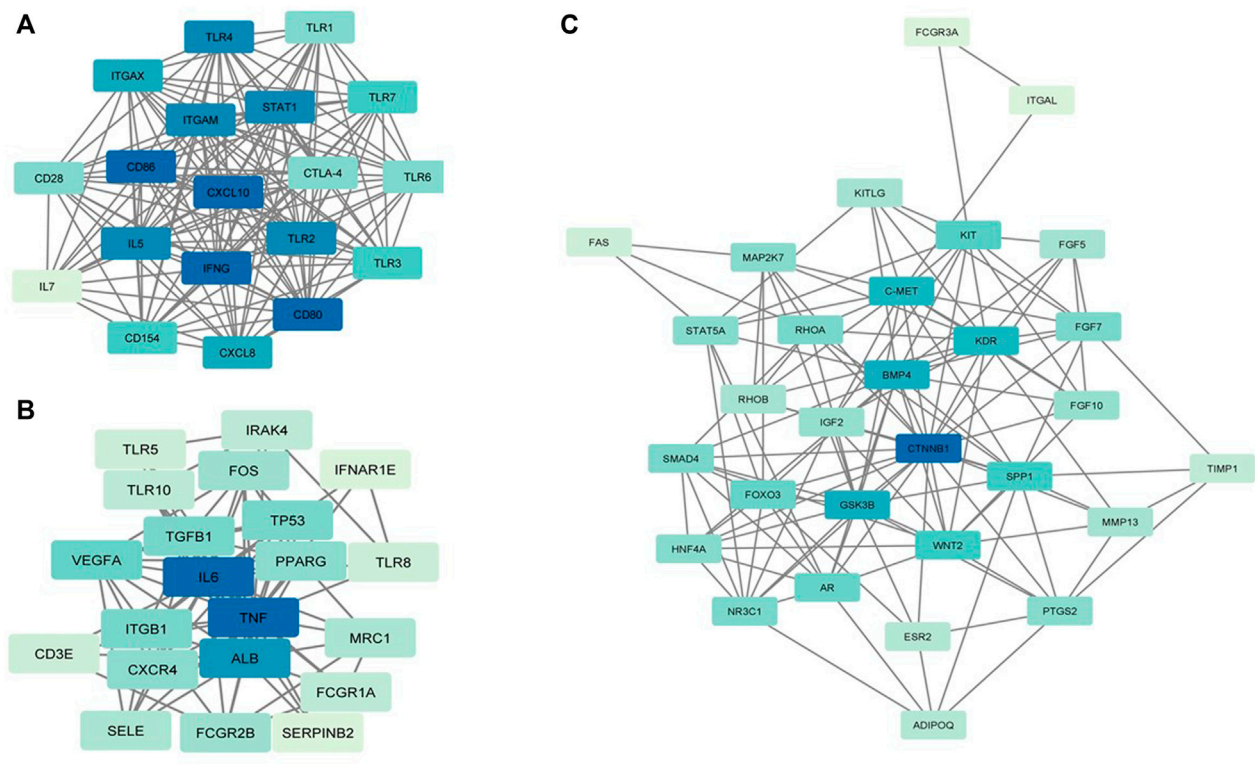 A
TLR4
TLR1
ITGAX
TLR7
ITGAM
STAT1
CD86
CTLA-4
CD28
CXCL10
TLR6
IL5
TLR2
IFNG
TLR3
IL7
CD80
CD154
CXCL8
B
IRAK4
TLR5
FOS
IFNAR1E
TLR10
TP53
TGFB1
VEGFA
PPARG
TLR8
IL6
TNF
ITGB1
MRC1
CD3E
ALB
CXCR4
FCGR1A
SELE
FCGR2B
SERPINB2
C
FCGR3A
ITGAL
KITLG
FAS
KIT
FGF5
MAP2K7
C-MET
STAT5A
RHOA
FGF7
KDR
BMP4
RHOB
FGF10
IGF2
CTNNB1
SMAD4
TIMP1
SPP1
FOXO3
GSK3B
MMP13
HNF4A
WNT2
AR
NR3C1
PTGS2
ESR2
ADIPOQ